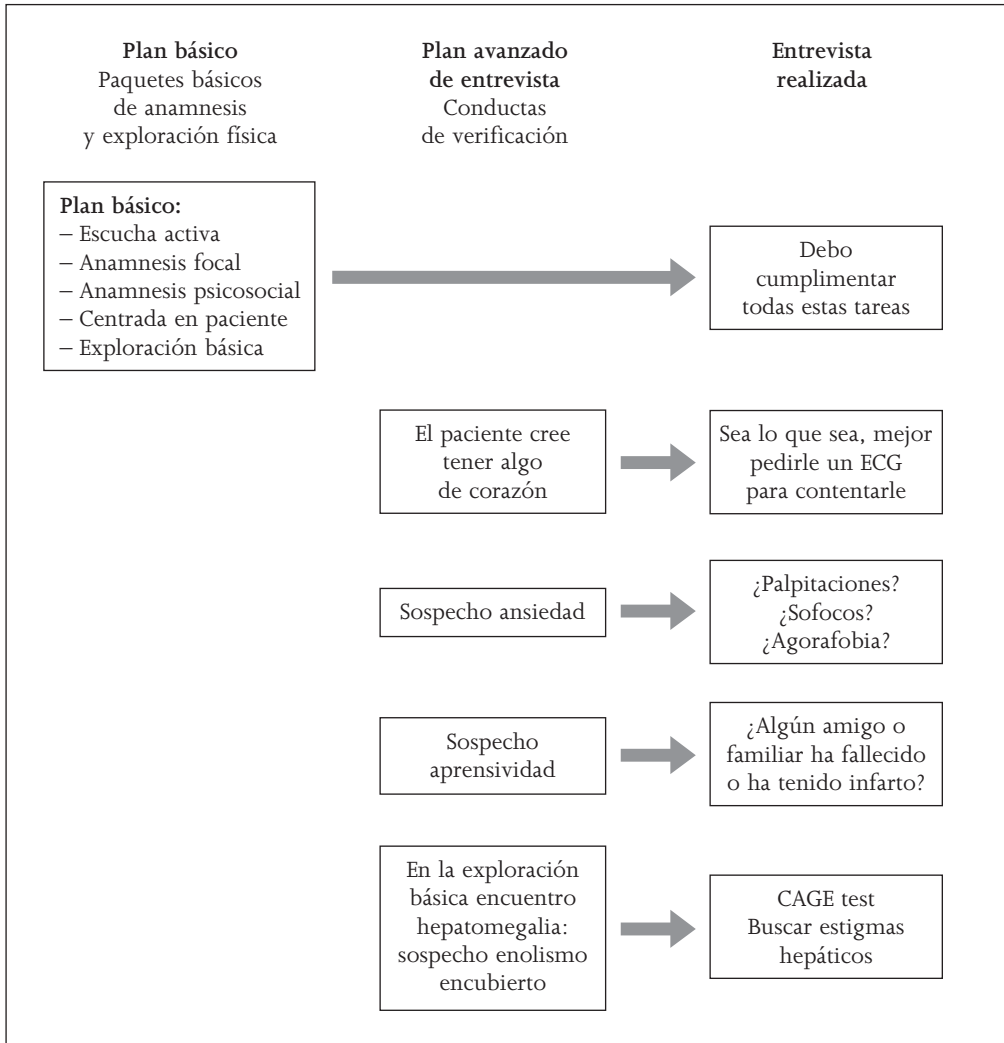 Plan básico
Paquetes básicos
de anamnesis
y exploración física
Plan avanzado
de entrevista
Conductas
de verificación
Entrevista
realizada
Plan básico:
– Escucha activa
– Anamnesis focal
– Anamnesis psicosocial
– Centrada en paciente
– Exploración básica
Debo
cumplimentar
todas estas tareas
El paciente cree
tener algo
de corazón
Sea lo que sea, mejor
pedirle un ECG
para contentarle
Sospecho ansiedad
¿Palpitaciones?
¿Sofocos?
¿Agorafobia?
Sospecho
aprensividad
¿Algún amigo o
familiar ha fallecido
o ha tenido infarto?
En la exploración
básica encuentro
hepatomegalia:
sospecho enolismo
encubierto
CAGE test
Buscar estigmas
hepáticos